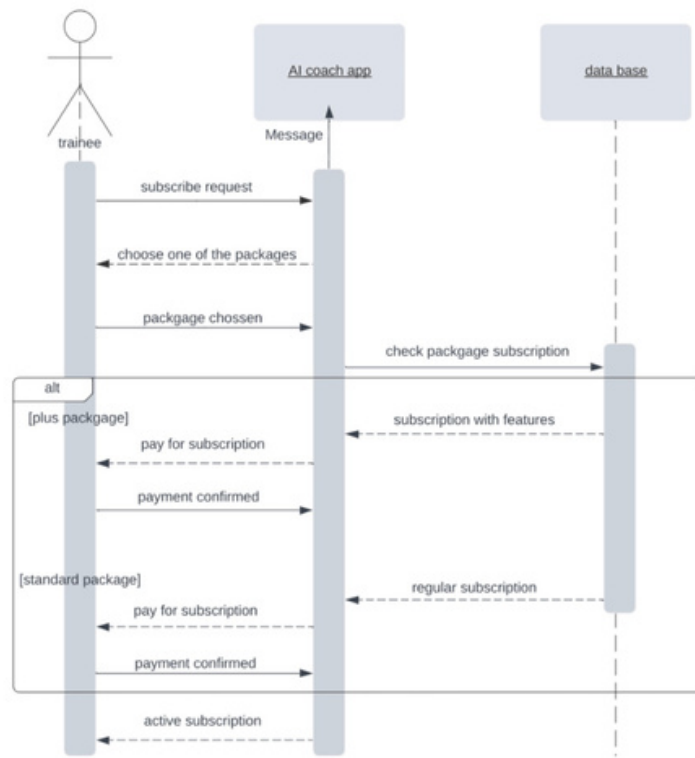 AI coach app
data base
trainee
Message
subscribe request
choose one of the packages
packgage chossen
check packgage subscription
alt
[plus packgage]
subscription with features
pay for subscription
payment confirmed
[standard package]
regular subscription
pay for subscription
payment confirmed
active subscription